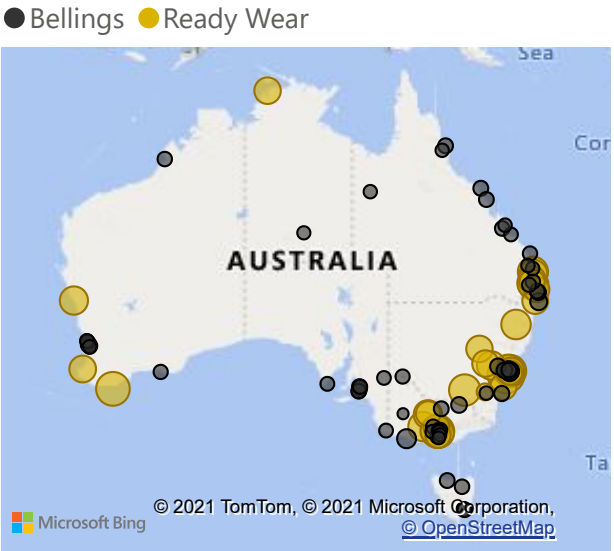 Bellings Ready Wear
Sea
Cor
AUSTRALIA
Ta
© 2021 TomTom, © 2021 Microsoft Corporation,
Microsoft Bing
© OpenStreetMap